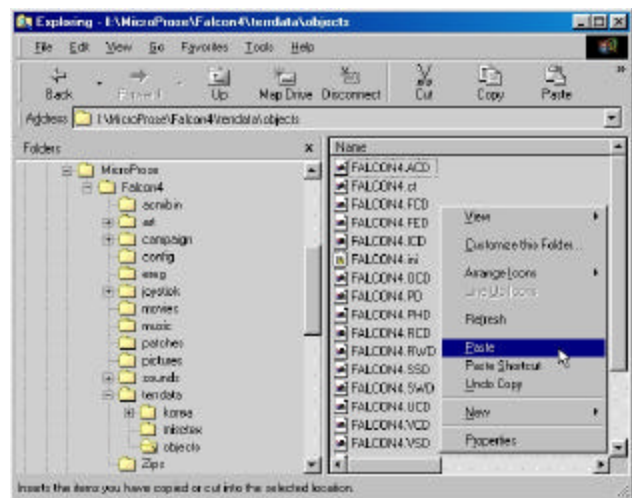 Exploring - I:\MicroProse\Falcon4\terrdata\objects
File Edit View Go Favorites Tools Help
Back Forward Up Map Drive Disconnect Cut Copy Paste
Address I:\MicroProse\Falcon4\terrdata\objects
Folders x
MicroProse
Falcon4
acmibin
art
campaign
config
joystick
movies
music
patches
pictures
sounds
terrdata
korea
misctex
objects
Zips
Name
FALCON4.ACD
FALCON4.ct
FALCON4.FCD
FALCON4.FED
FALCON4.ICD
FALCON4.ini
FALCON4.OCD
FALCON4.PD
FALCON4.PHD
FALCON4.RCD
FALCON4.RWD
FALCON4.SSD
FALCON4.SWD
FALCON4.UCD
FALCON4.VCD
FALCON4.VSD
View
Customize this Folder...
Arrange Icons
Line Up Icons
Refresh
Paste
Paste Shortcut
Undo Copy
New
Properties
Inserts the items you have copied or cut into the selected location.